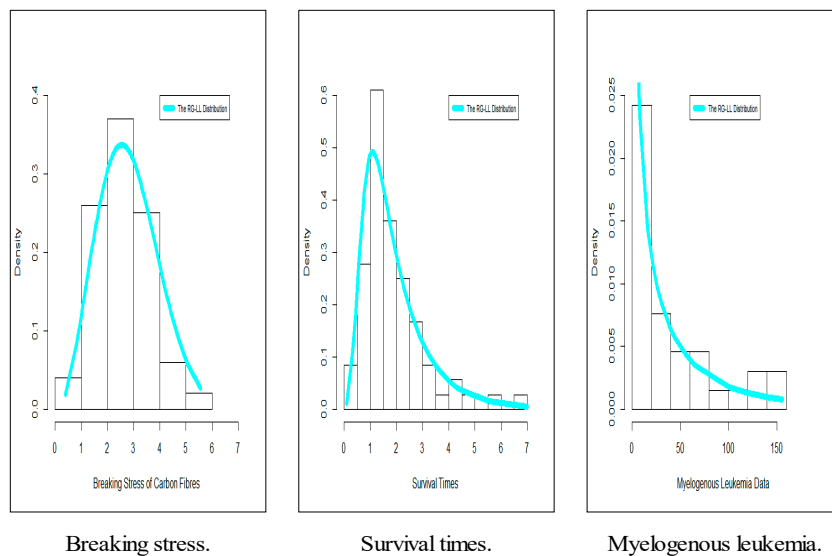 0.4
0.3
0.2
0.1
0.0
Density
The RG-LL Distribution
0 1 2 3 4 5 6 7
Breaking Stress of Carbon Fibres
0.6
0.5
0.4
0.3
0.2
0.1
0.0
Density
The RG-LL Distribution
0 1 2 3 4 5 6 7
Survival Times
0.025
0.020
0.015
0.010
0.005
0.000
Density
The RG-LL Distribution
0 50 100 150
Myelogenous Leukemia Data
Breaking stress.
Survival times.
Myelogenous leukemia.